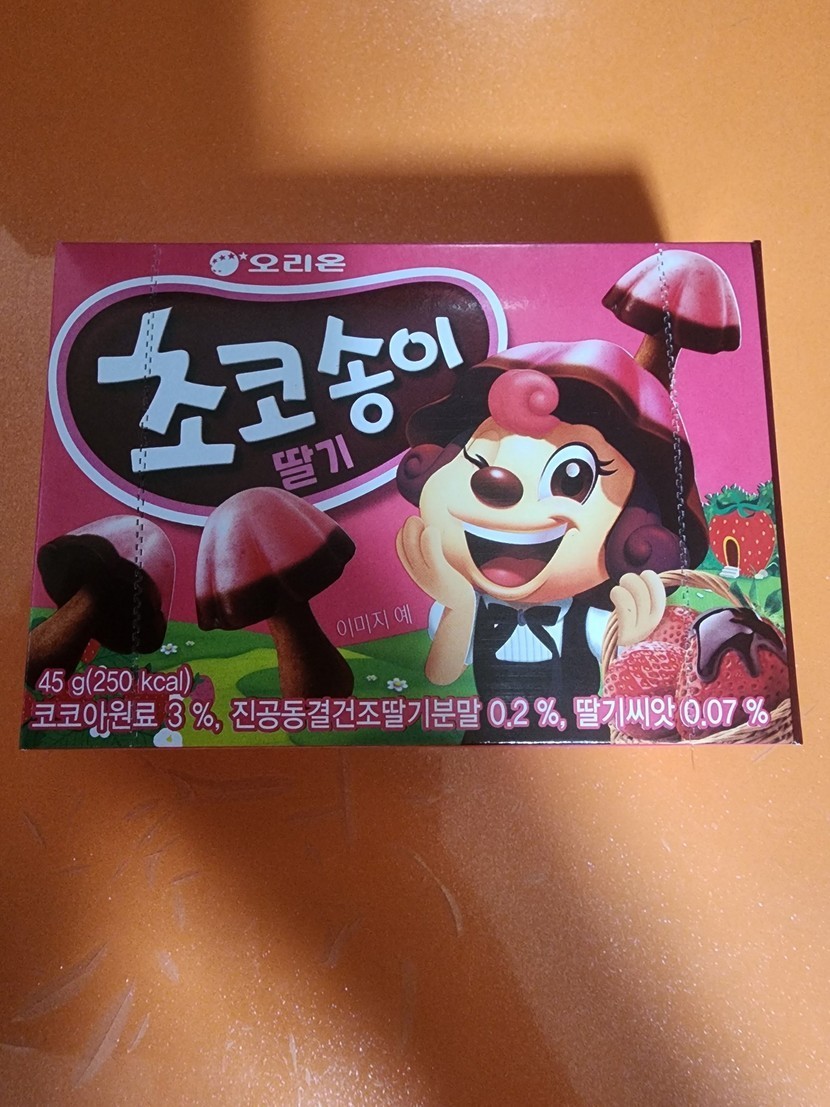 오리온
초코송이
딸기
이미지 예
45 g(250 kcal)
코코아원료 3 %, 진공동결건조딸기분말 0.2 %, 딸기씨앗 0.07 %